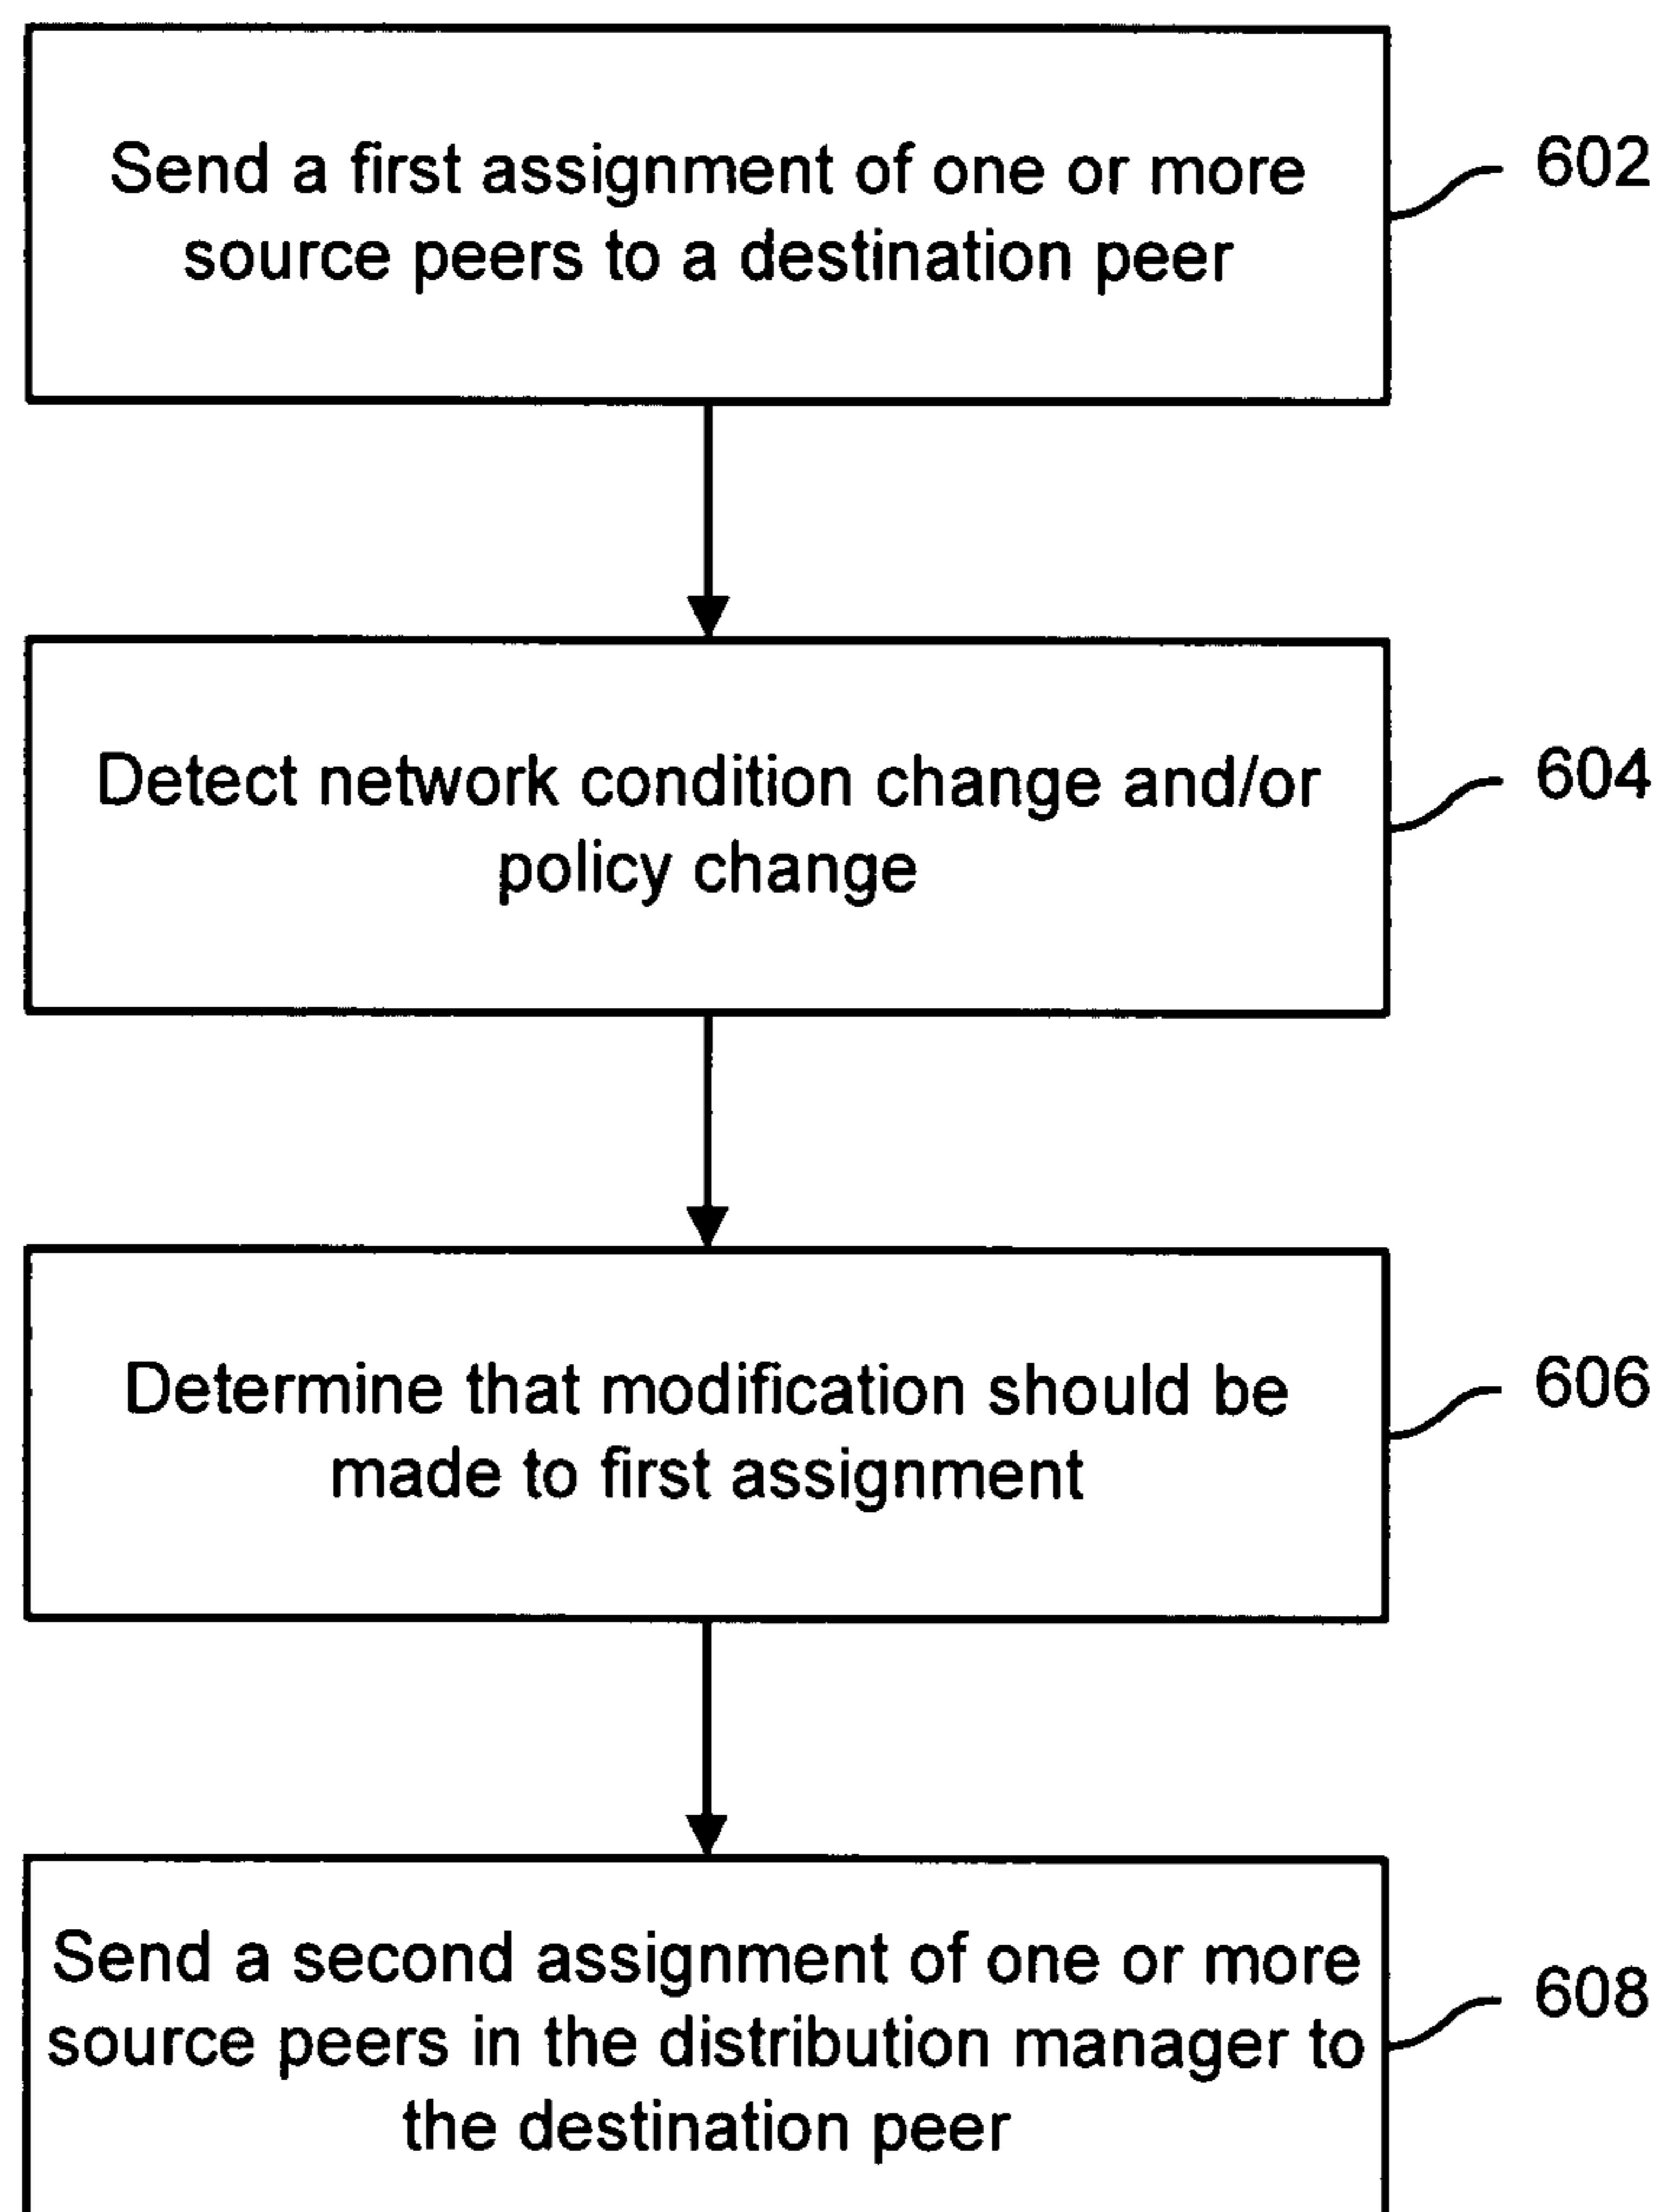 Send a first assignment of one or more
source peers to a destination peer
602
Detect network condition change and/or
policy change
604
Determine that modification should be
made to first assignment
606
Send a second assignment of one or more
source peers in the distribution manager to
the destination peer
608